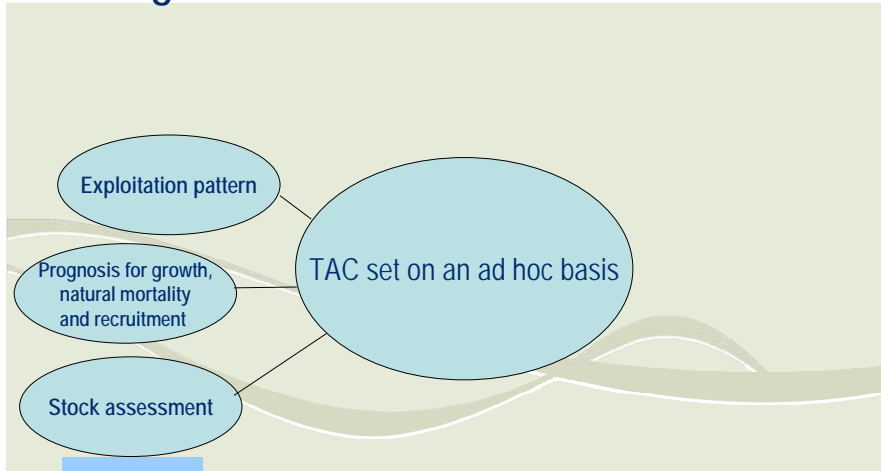 Exploitation pattern
Prognosis for growth,
natural mortality
and recruitment
TAC set on an ad hoc basis
Stock assessment